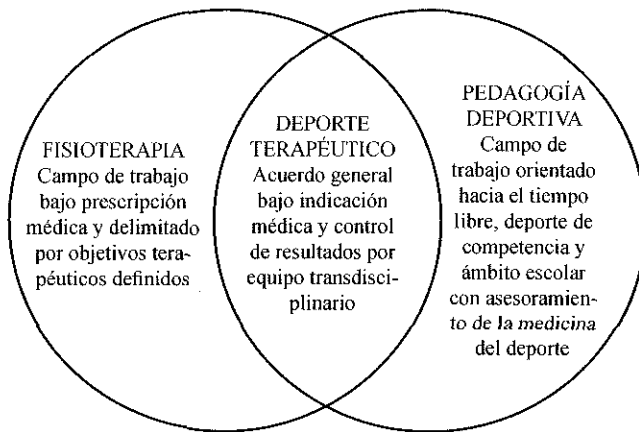 FISIOTERAPIA
Campo de trabajo
bajo prescripción
médica y delimitado
por objetivos tera-
péuticos definidos
DEPORTE
TERAPÉUTICO
Acuerdo general
bajo indicación
médica y control
de resultados por
equipo transdisci-
plinario
PEDAGOGÍA
DEPORTIVA
Campo de
trabajo orientado
hacia el tiempo
libre, deporte de
competencia y
ámbito escolar
con asesoramien-
to de la medicina
del deporte